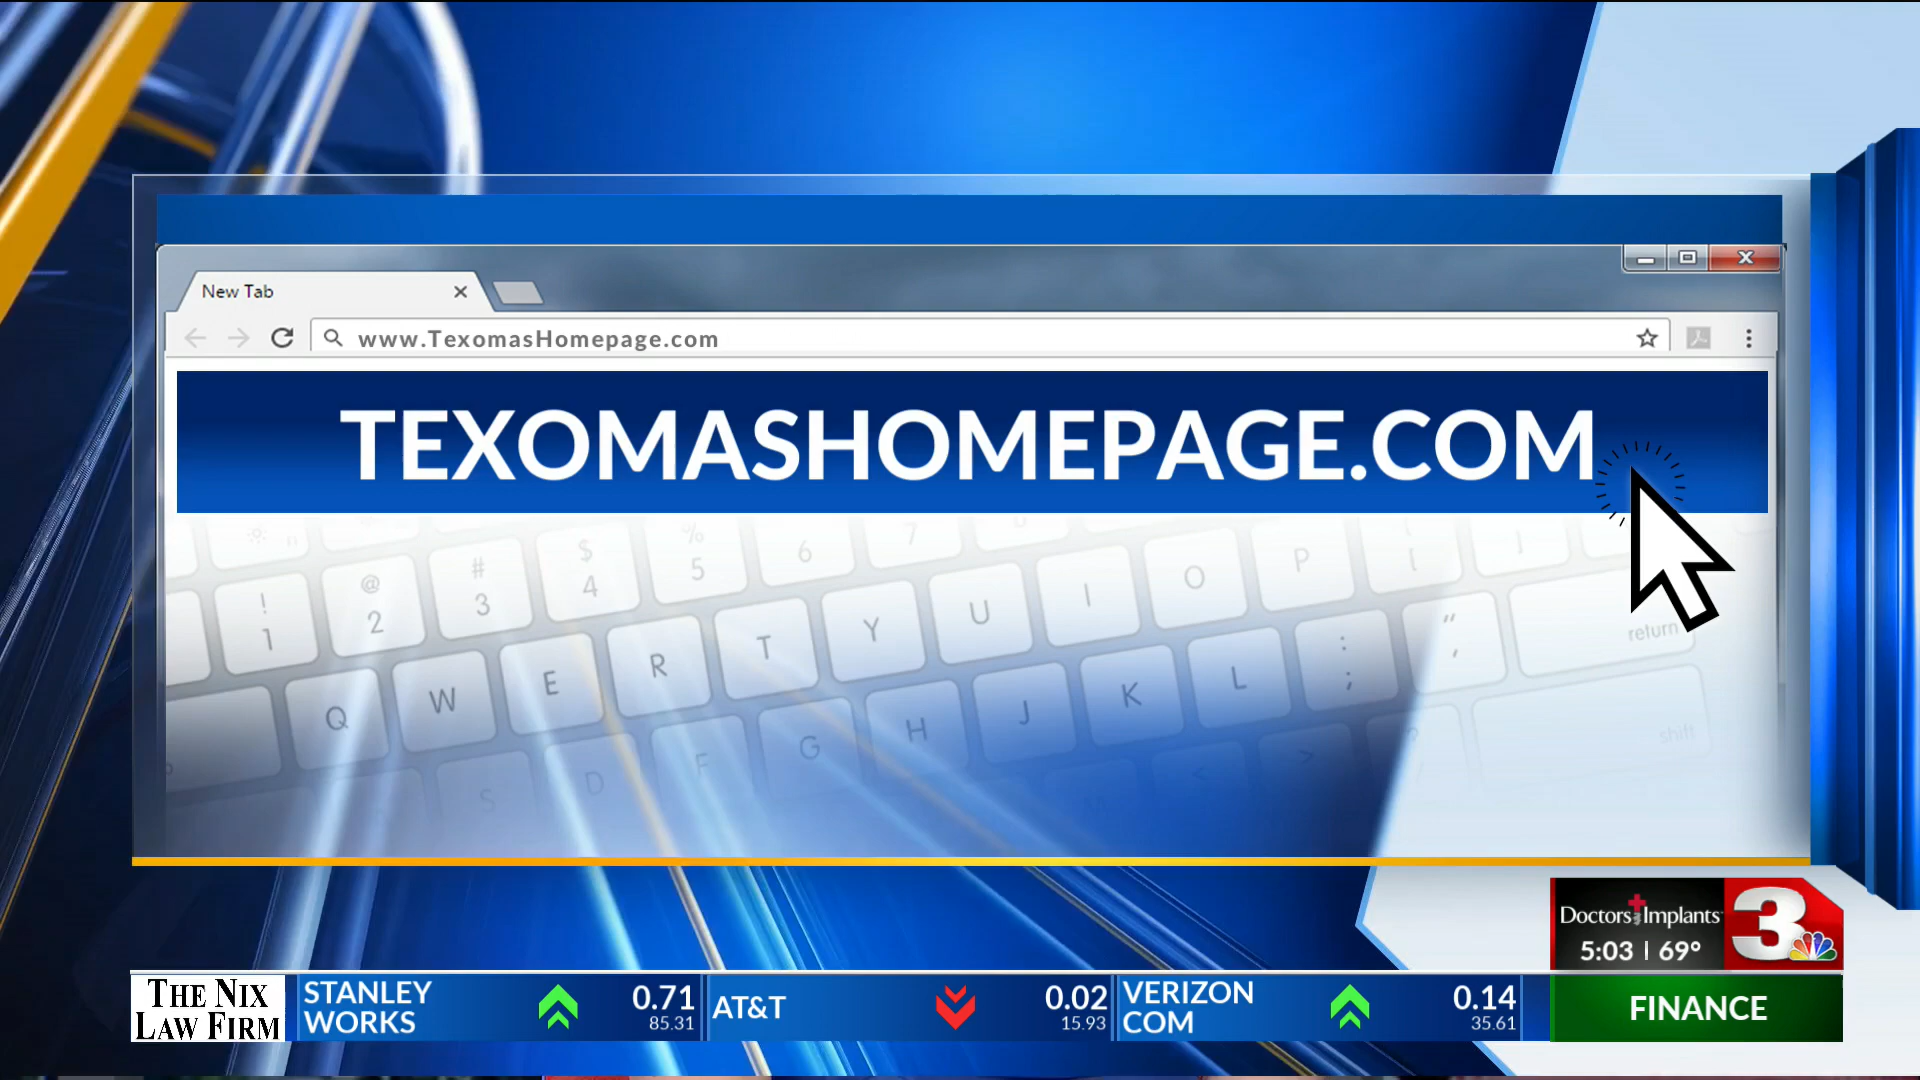 New Tab
www.TexomasHomepage.com
TEXOMASHOMEPAGE.COM
! @ # $ %
1 2 3 4 5 6 7
Q W E R T Y U I O P
S D F G H J K L : ;
" ,
return
shift
Doctors Implants
5:03 | 69°
3
THE NIX
LAW FIRM
STANLEY
WORKS
0.71
85.31
AT&T
0.02
15.93
VERIZON
COM
0.14
35.61
FINANCE